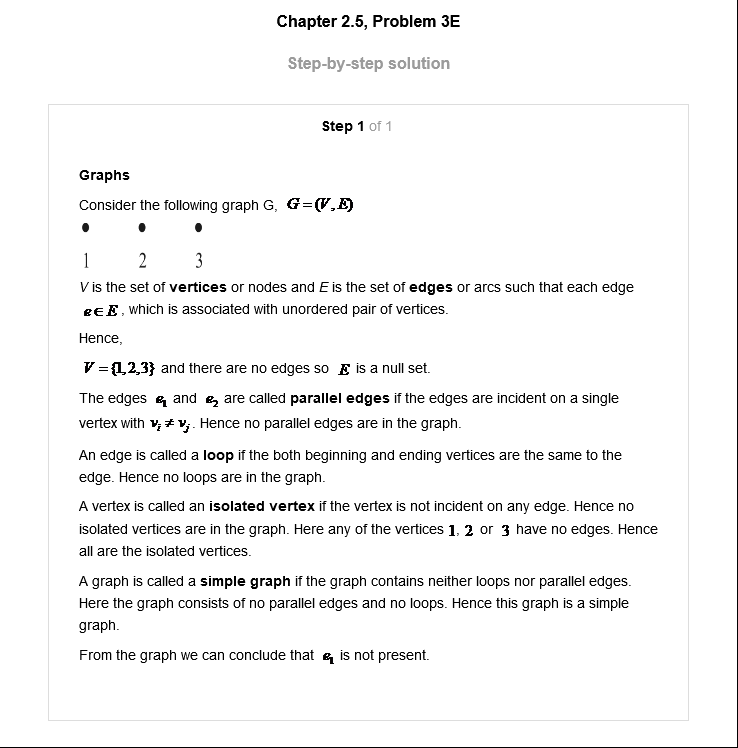 Chapter 2.5, Problem 3E
Step-by-step solution
Step 1 of 1
Graphs
Consider the following graph G, G=(V,E)
1 2 3
V is the set of vertices or nodes and E is the set of edges or arcs such that each edge
e∈E, which is associated with unordered pair of vertices.
Hence,
V={1,2,3} and there are no edges so E is a null set.
The edges e₁ and e₂ are called parallel edges if the edges are incident on a single
vertex with vᵢ≠vⱼ. Hence no parallel edges are in the graph.
An edge is called a loop if the both beginning and ending vertices are the same to the
edge. Hence no loops are in the graph.
A vertex is called an isolated vertex if the vertex is not incident on any edge. Hence no
isolated vertices are in the graph. Here any of the vertices 1, 2 or 3 have no edges. Hence
all are the isolated vertices.
A graph is called a simple graph if the graph contains neither loops nor parallel edges.
Here the graph consists of no parallel edges and no loops. Hence this graph is a simple
graph.
From the graph we can conclude that e₁ is not present.